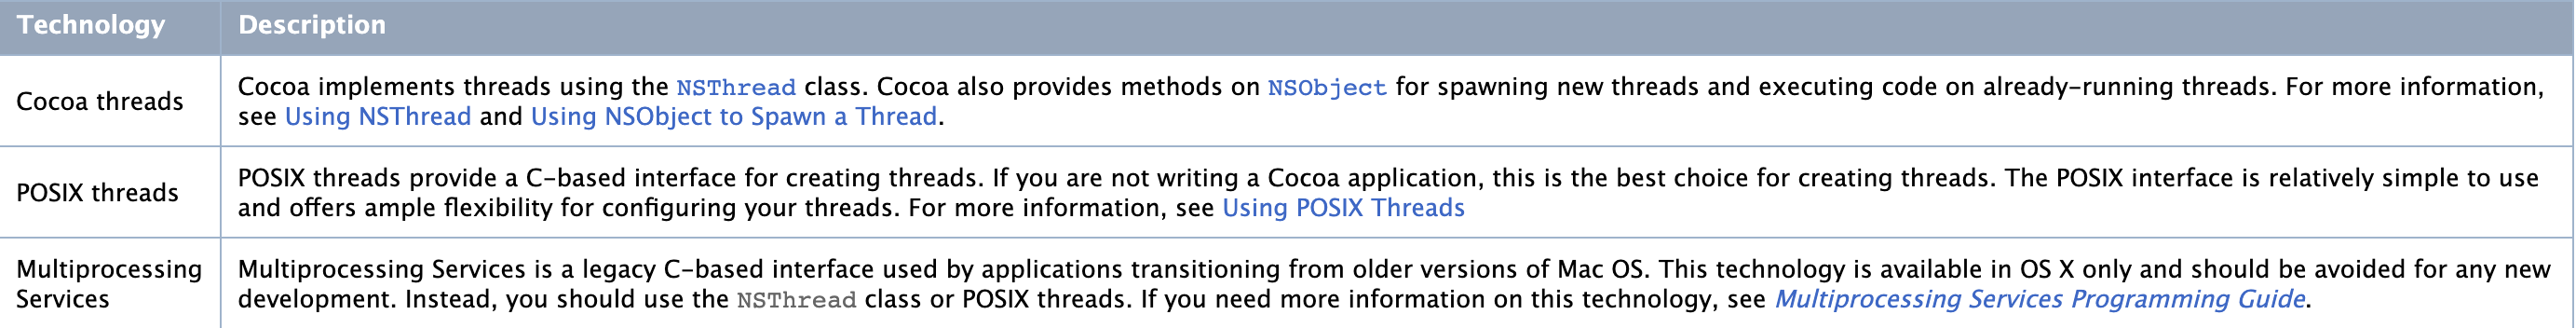 Technology Description
Cocoa threads
Cocoa implements threads using the NSThread class. Cocoa also provides methods on NSObject for spawning new threads and executing code on already-running threads. For more information,
see Using NSThread and Using NSObject to Spawn a Thread.
POSIX threads
POSIX threads provide a C-based interface for creating threads. If you are not writing a Cocoa application, this is the best choice for creating threads. The POSIX interface is relatively simple to use
and offers ample flexibility for configuring your threads. For more information, see Using POSIX Threads
Multiprocessing
Services
Multiprocessing Services is a legacy C-based interface used by applications transitioning from older versions of Mac OS. This technology is available in OS X only and should be avoided for any new
development. Instead, you should use the NSThread class or POSIX threads. If you need more information on this technology, see Multiprocessing Services Programming Guide.